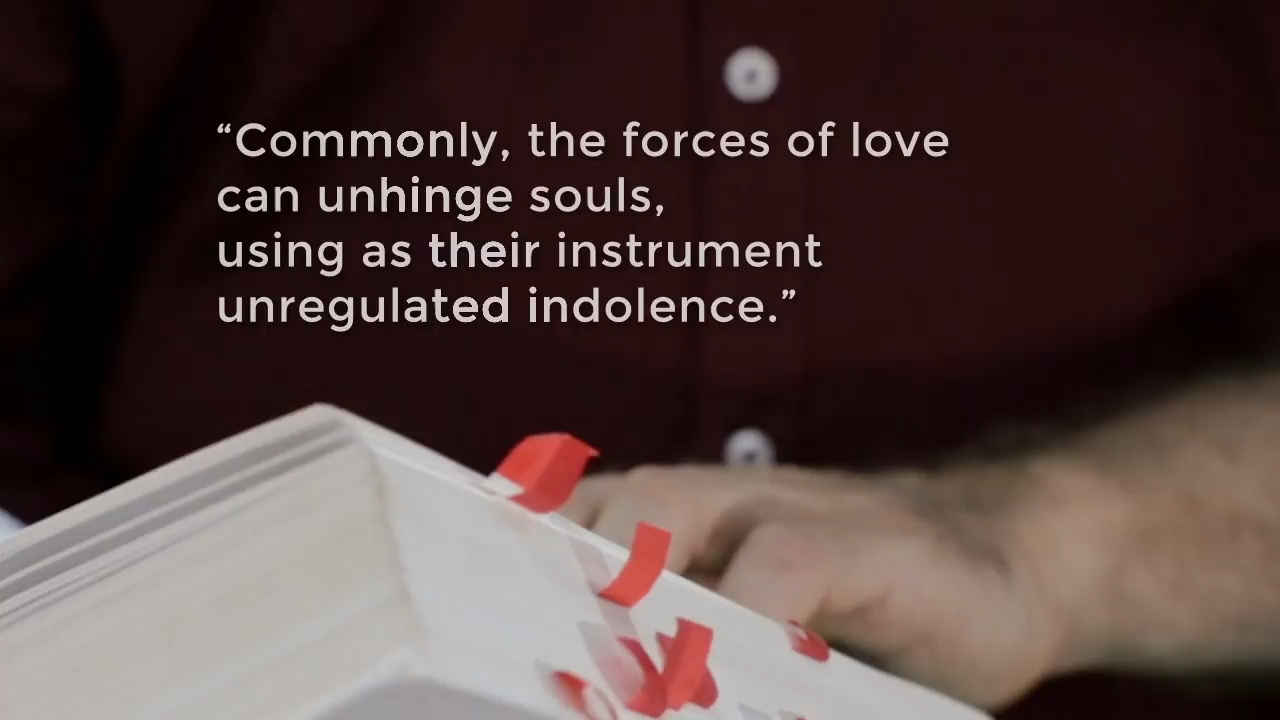 “Commonly, the forces of love
can unhinge souls,
using as their instrument
unregulated indolence.”